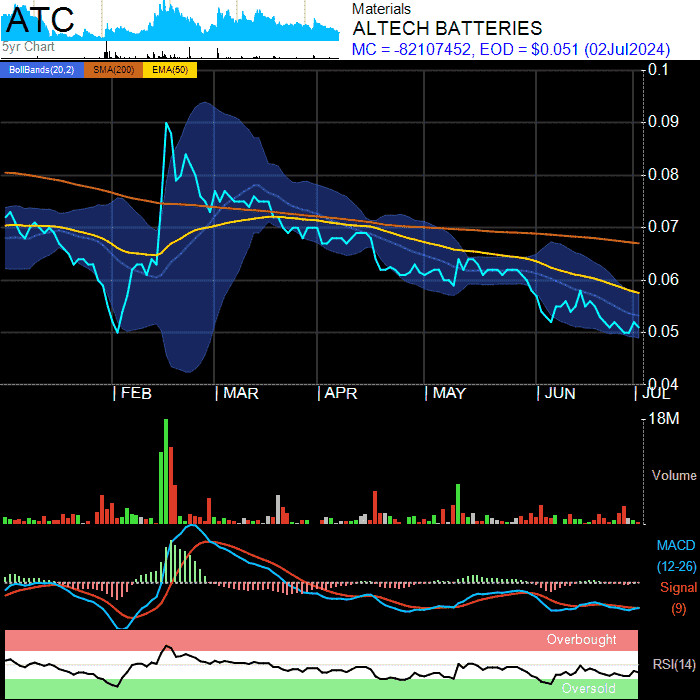 ATC
5yr Chart
Materials
ALTECH BATTERIES
MC = -82107452, EOD = $0.051 (02Jul2024)
BollBands(20,2) SMA(200) EMA(50)
0.1
0.09
0.08
0.07
0.06
0.05
0.04
FEB MAR APR MAY JUN JUL
18M
Volume
MACD
(12-26)
Signal
(9)
Overbought
RSI(14)
Oversold